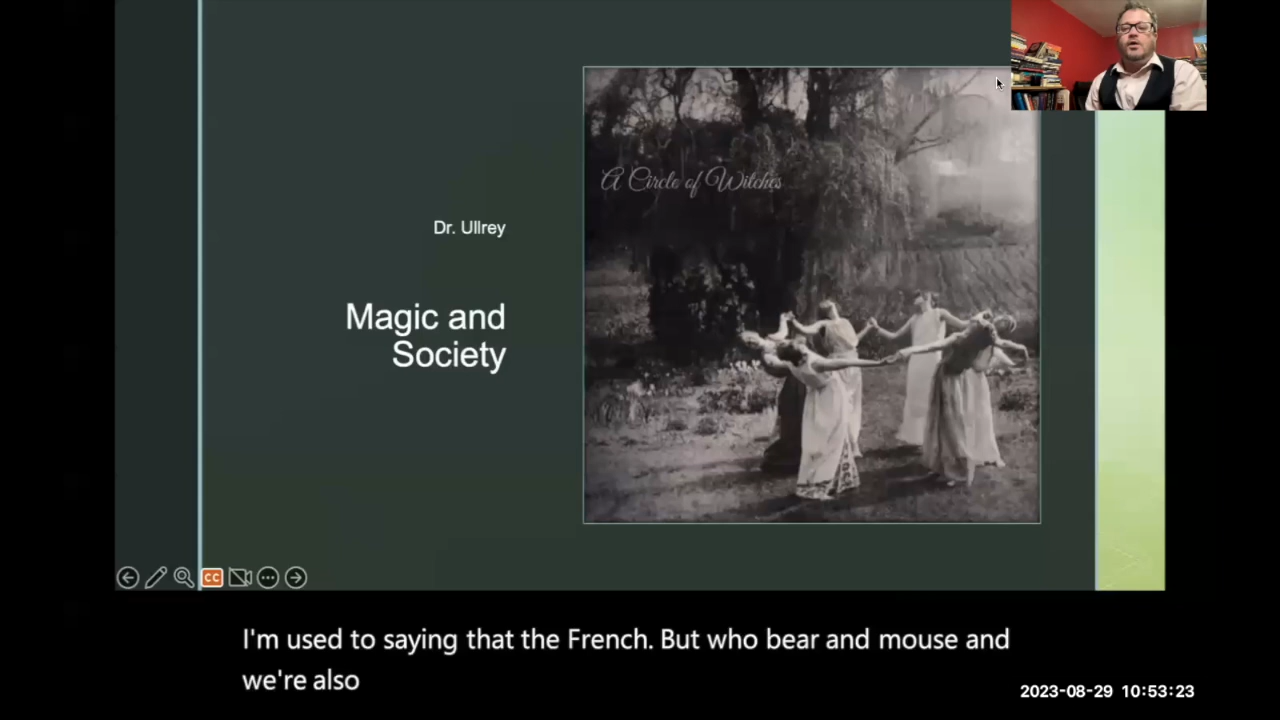 A Circle of Witches
Dr. Ullrey
Magic and
Society
CC
I'm used to saying that the French. But who bear and mouse and
we're also
2023-08-29 10:53:23